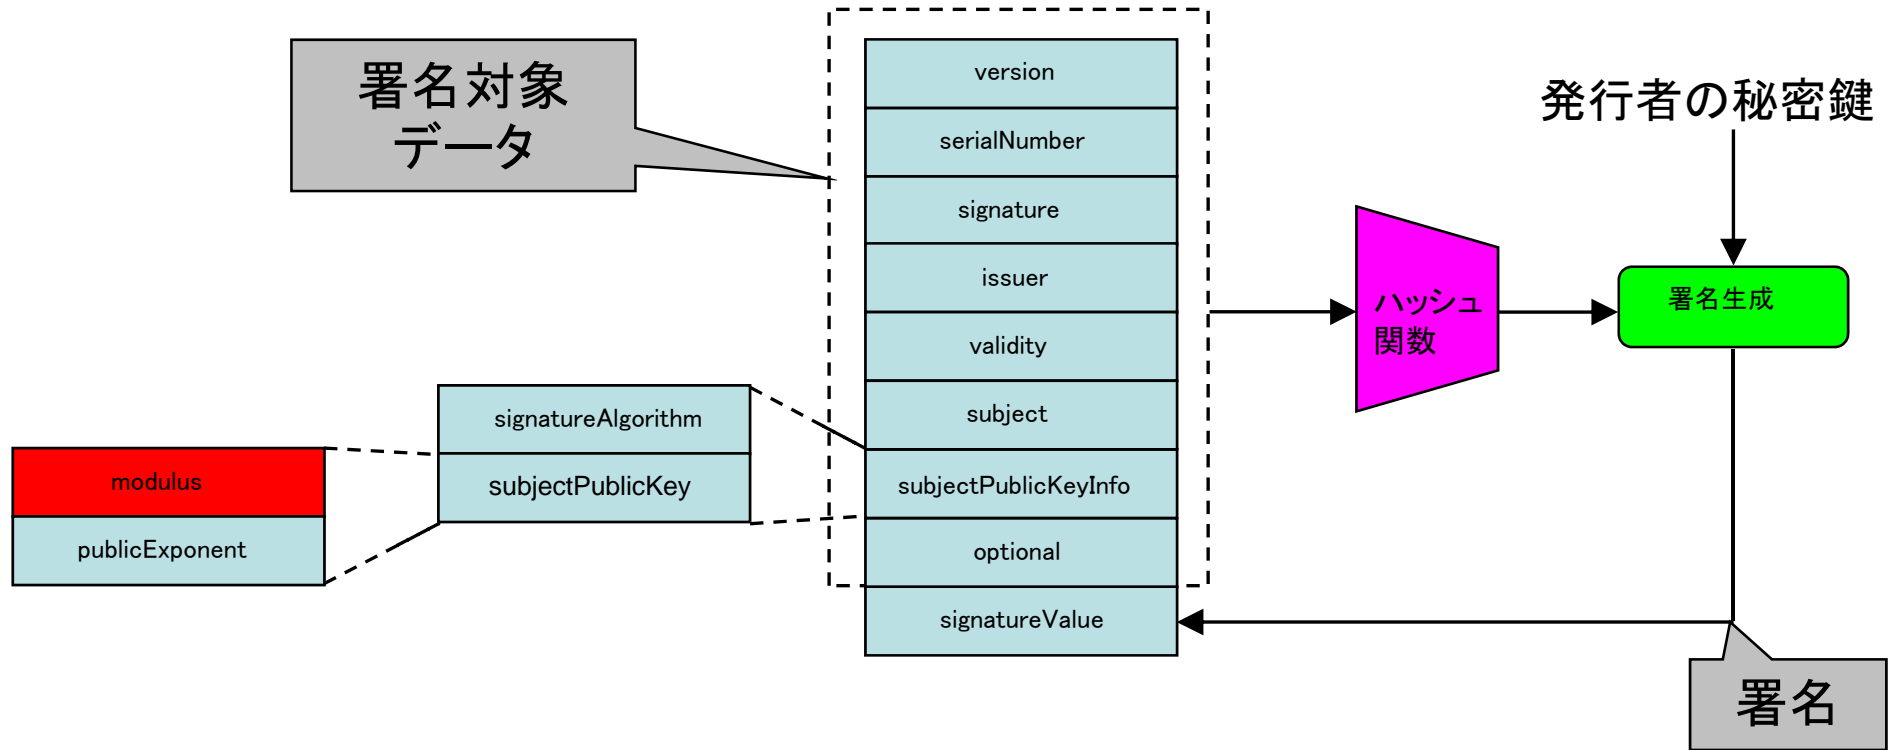 署名対象
データ
version
serialNumber
signature
issuer
validity
subject
subjectPublicKeyInfo
optional
signatureValue
signatureAlgorithm
subjectPublicKey
modulus
publicExponent
ハッシュ
関数
発行者の秘密鍵
署名生成
署名